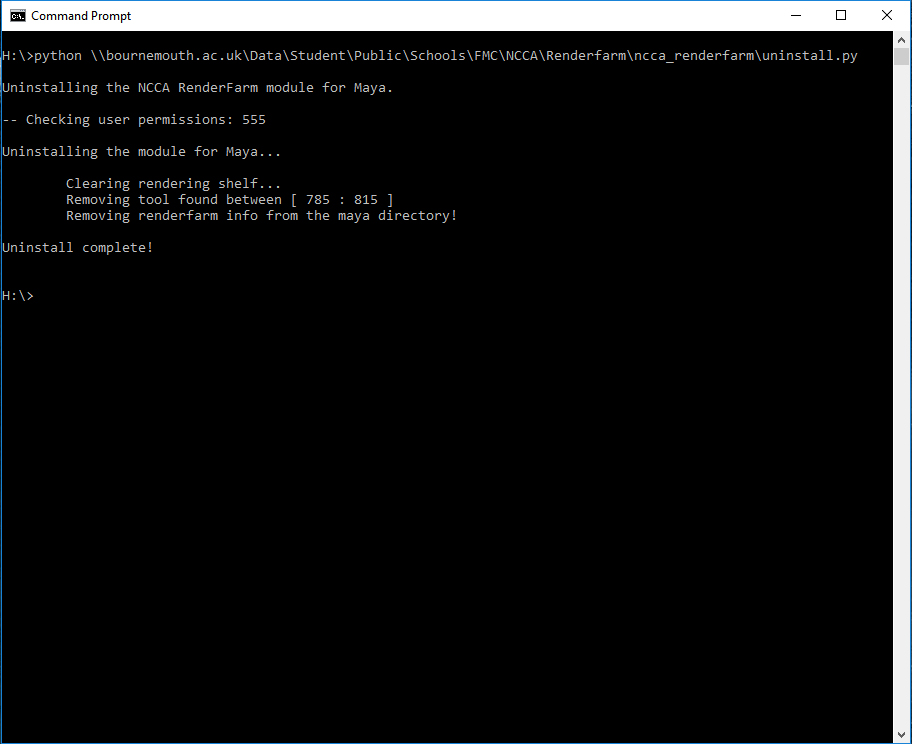 Command Prompt
H:\>python \\bournemouth.ac.uk\Data\Student\Public\Schools\FMC\NCCA\Renderfarm\ncca_renderfarm\uninstall.py
Uninstalling the NCCA RenderFarm module for Maya.
-- Checking user permissions: 555
Uninstalling the module for Maya...
Clearing rendering shelf...
Removing tool found between [ 785 : 815 ]
Removing renderfarm info from the maya directory!
Uninstall complete!
H:\>